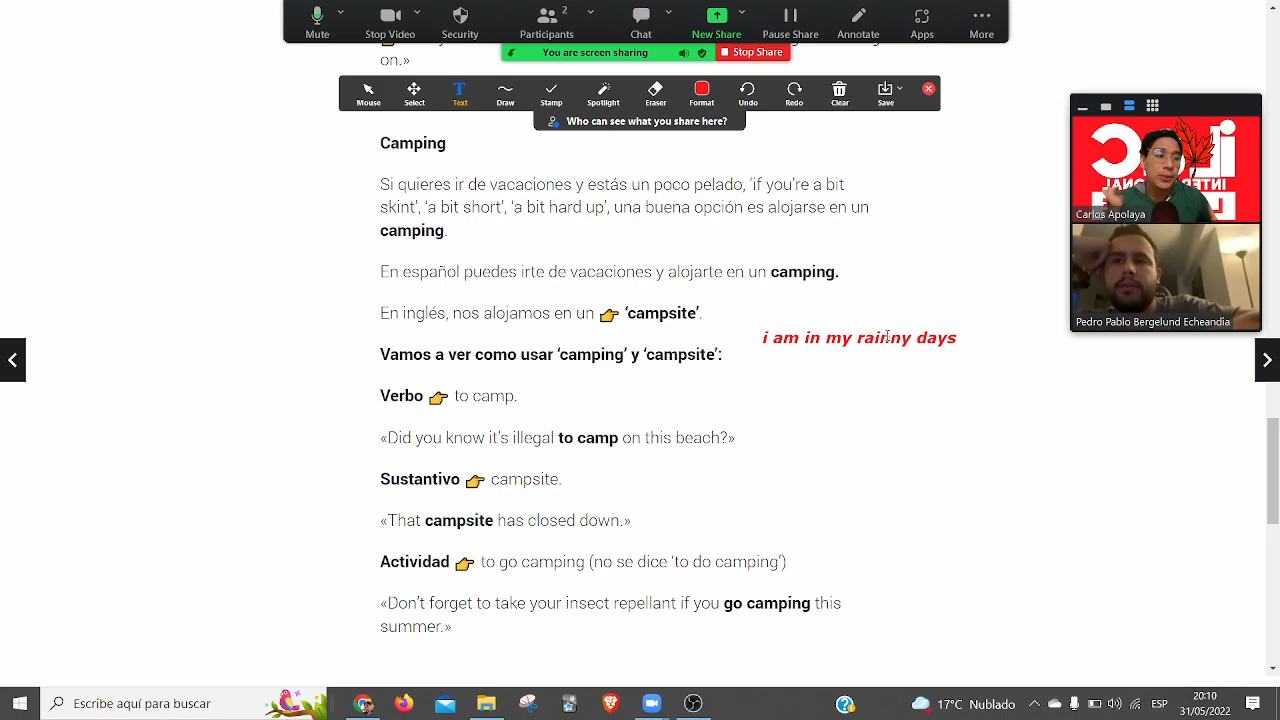 2
Mute Stop Video Security Participants Chat New Share Pause Share Annotate Apps More
You are screen sharing Stop Share
on.»
Mouse Select Text Draw Stamp Spotlight Eraser Format Undo Redo Clear Save
Who can see what you share here?
Camping
Si quieres ir de vacaciones y estás un poco pelado, ‘if you’re a bit
skint’, ‘a bit short’, ‘a bit hard up’, una buena opción es alojarse en un
camping.
Carlos Apolaya
En español puedes irte de vacaciones y alojarte en un camping.
En inglés, nos alojamos en un 👉 ‘campsite’.
Pedro Pablo Bergelund Echeandia
i am in my rainny days
Vamos a ver como usar ‘camping’ y ‘campsite’:
Verbo 👉 to camp.
«Did you know it’s illegal to camp on this beach?»
Sustantivo 👉 campsite.
«That campsite has closed down.»
Actividad 👉 to go camping (no se dice ‘to do camping’)
«Don’t forget to take your insect repellant if you go camping this
summer.»
Escribe aquí para buscar
17°C Nublado ESP 20:10
31/05/2022